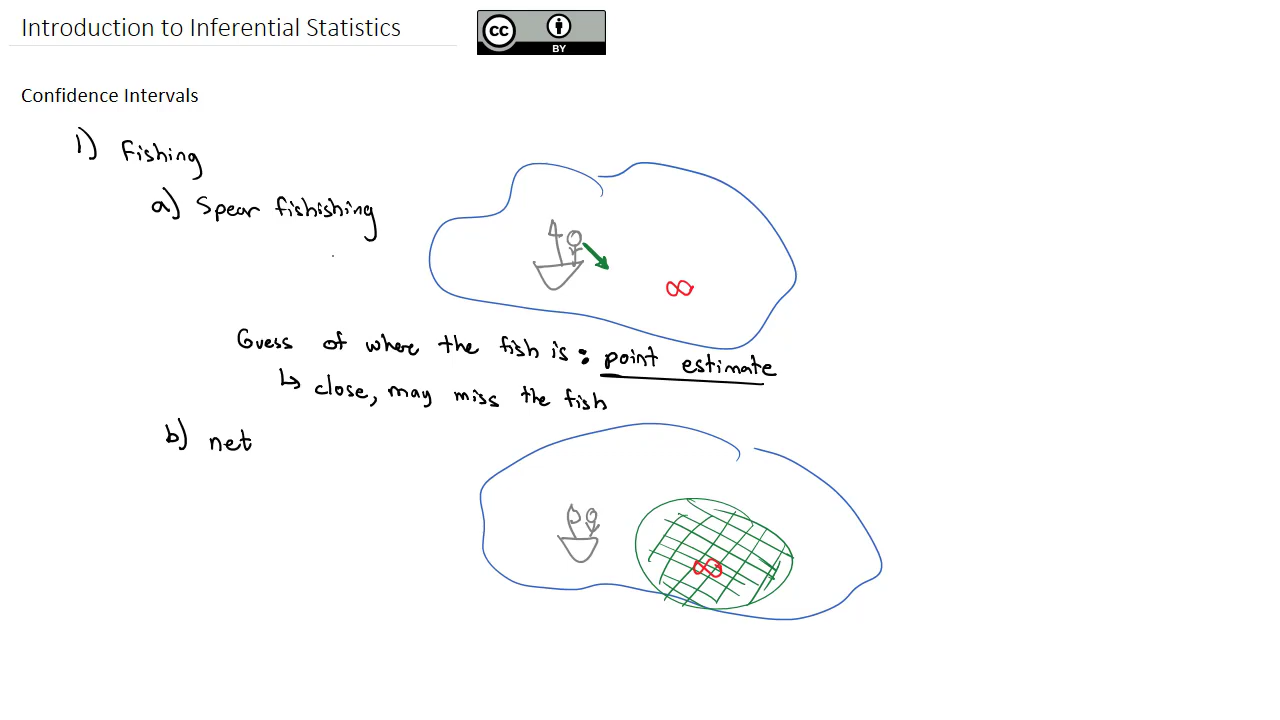 Introduction to Inferential Statistics
cc
BY
Confidence Intervals
1) Fishing
a) Spear fishishing
Guess of where the fish is: point estimate
↳ close, may miss the fish
b) net